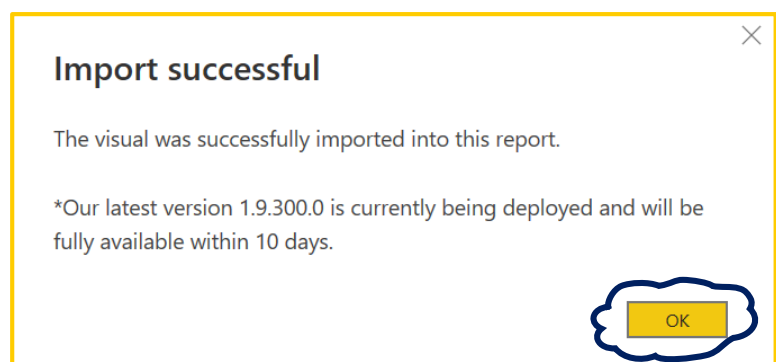 Import successful
The visual was successfully imported into this report.
*Our latest version 1.9.300.0 is currently being deployed and will be
fully available within 10 days.
OK